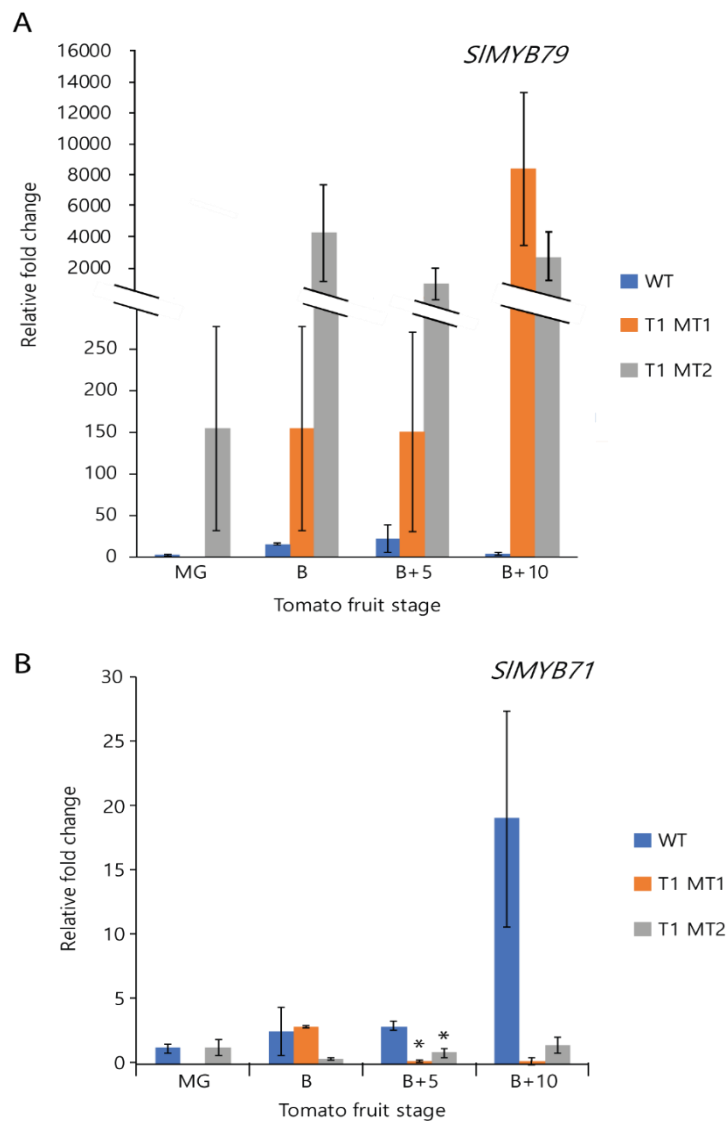 A
SlMYB79
16000
14000
12000
10000
8000
6000
4000
2000
250
200
150
100
50
0
Relative fold change
MG B B+5 B+10
Tomato fruit stage
WT
T1 MT1
T1 MT2
B
SlMYB71
30
25
20
15
10
5
0
Relative fold change
* *
MG B B+5 B+10
Tomato fruit stage
WT
T1 MT1
T1 MT2